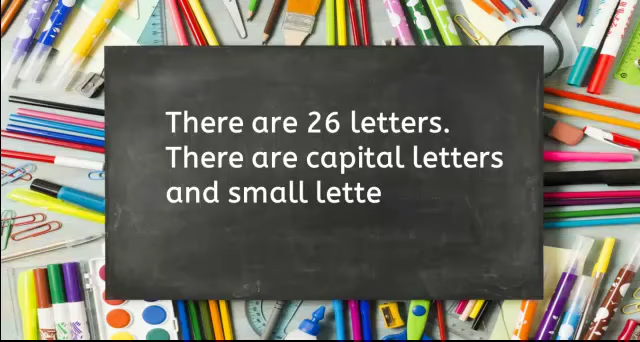 There are 26 letters.
There are capital letters
and small lette